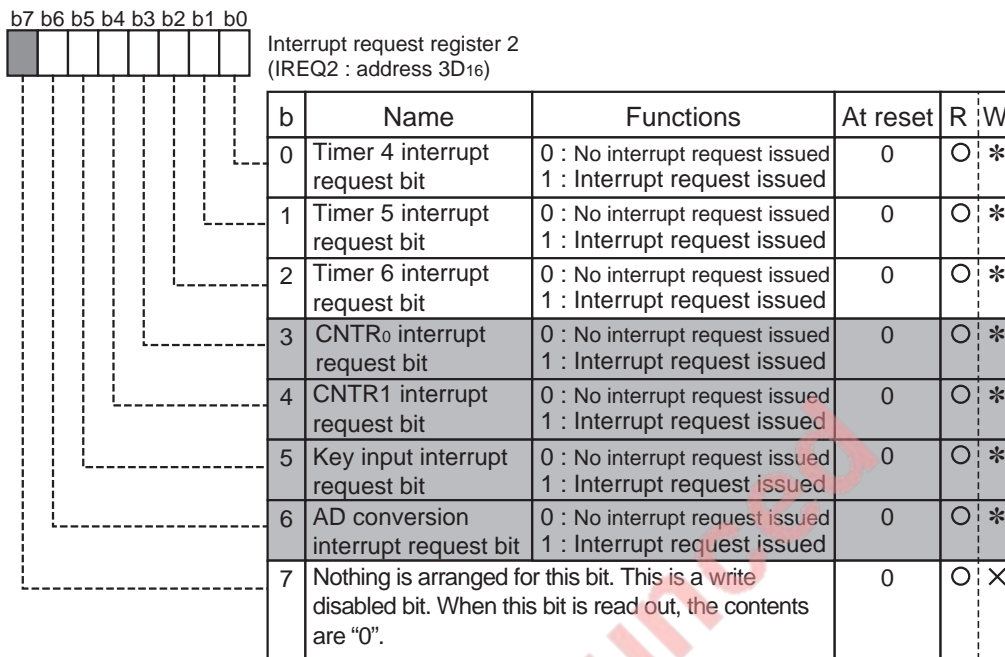 b7 b6 b5 b4 b3 b2 b1 b0
Interrupt request register 2
(IREQ2 : address 3D16)
b Name Functions At reset R W
0 Timer 4 interrupt request bit 0 : No interrupt request issued 1 : Interrupt request issued 0 ○ ✻
1 Timer 5 interrupt request bit 0 : No interrupt request issued 1 : Interrupt request issued 0 ○ ✻
2 Timer 6 interrupt request bit 0 : No interrupt request issued 1 : Interrupt request issued 0 ○ ✻
3 CNTR0 interrupt request bit 0 : No interrupt request issued 1 : Interrupt request issued 0 ○ ✻
4 CNTR1 interrupt request bit 0 : No interrupt request issued 1 : Interrupt request issued 0 ○ ✻
5 Key input interrupt request bit 0 : No interrupt request issued 1 : Interrupt request issued 0 ○ ✻
6 AD conversion interrupt request bit 0 : No interrupt request issued 1 : Interrupt request issued 0 ○ ✻
7 Nothing is arranged for this bit. This is a write 0 ○ ×
disabled bit. When this bit is read out, the contents
are “0”.